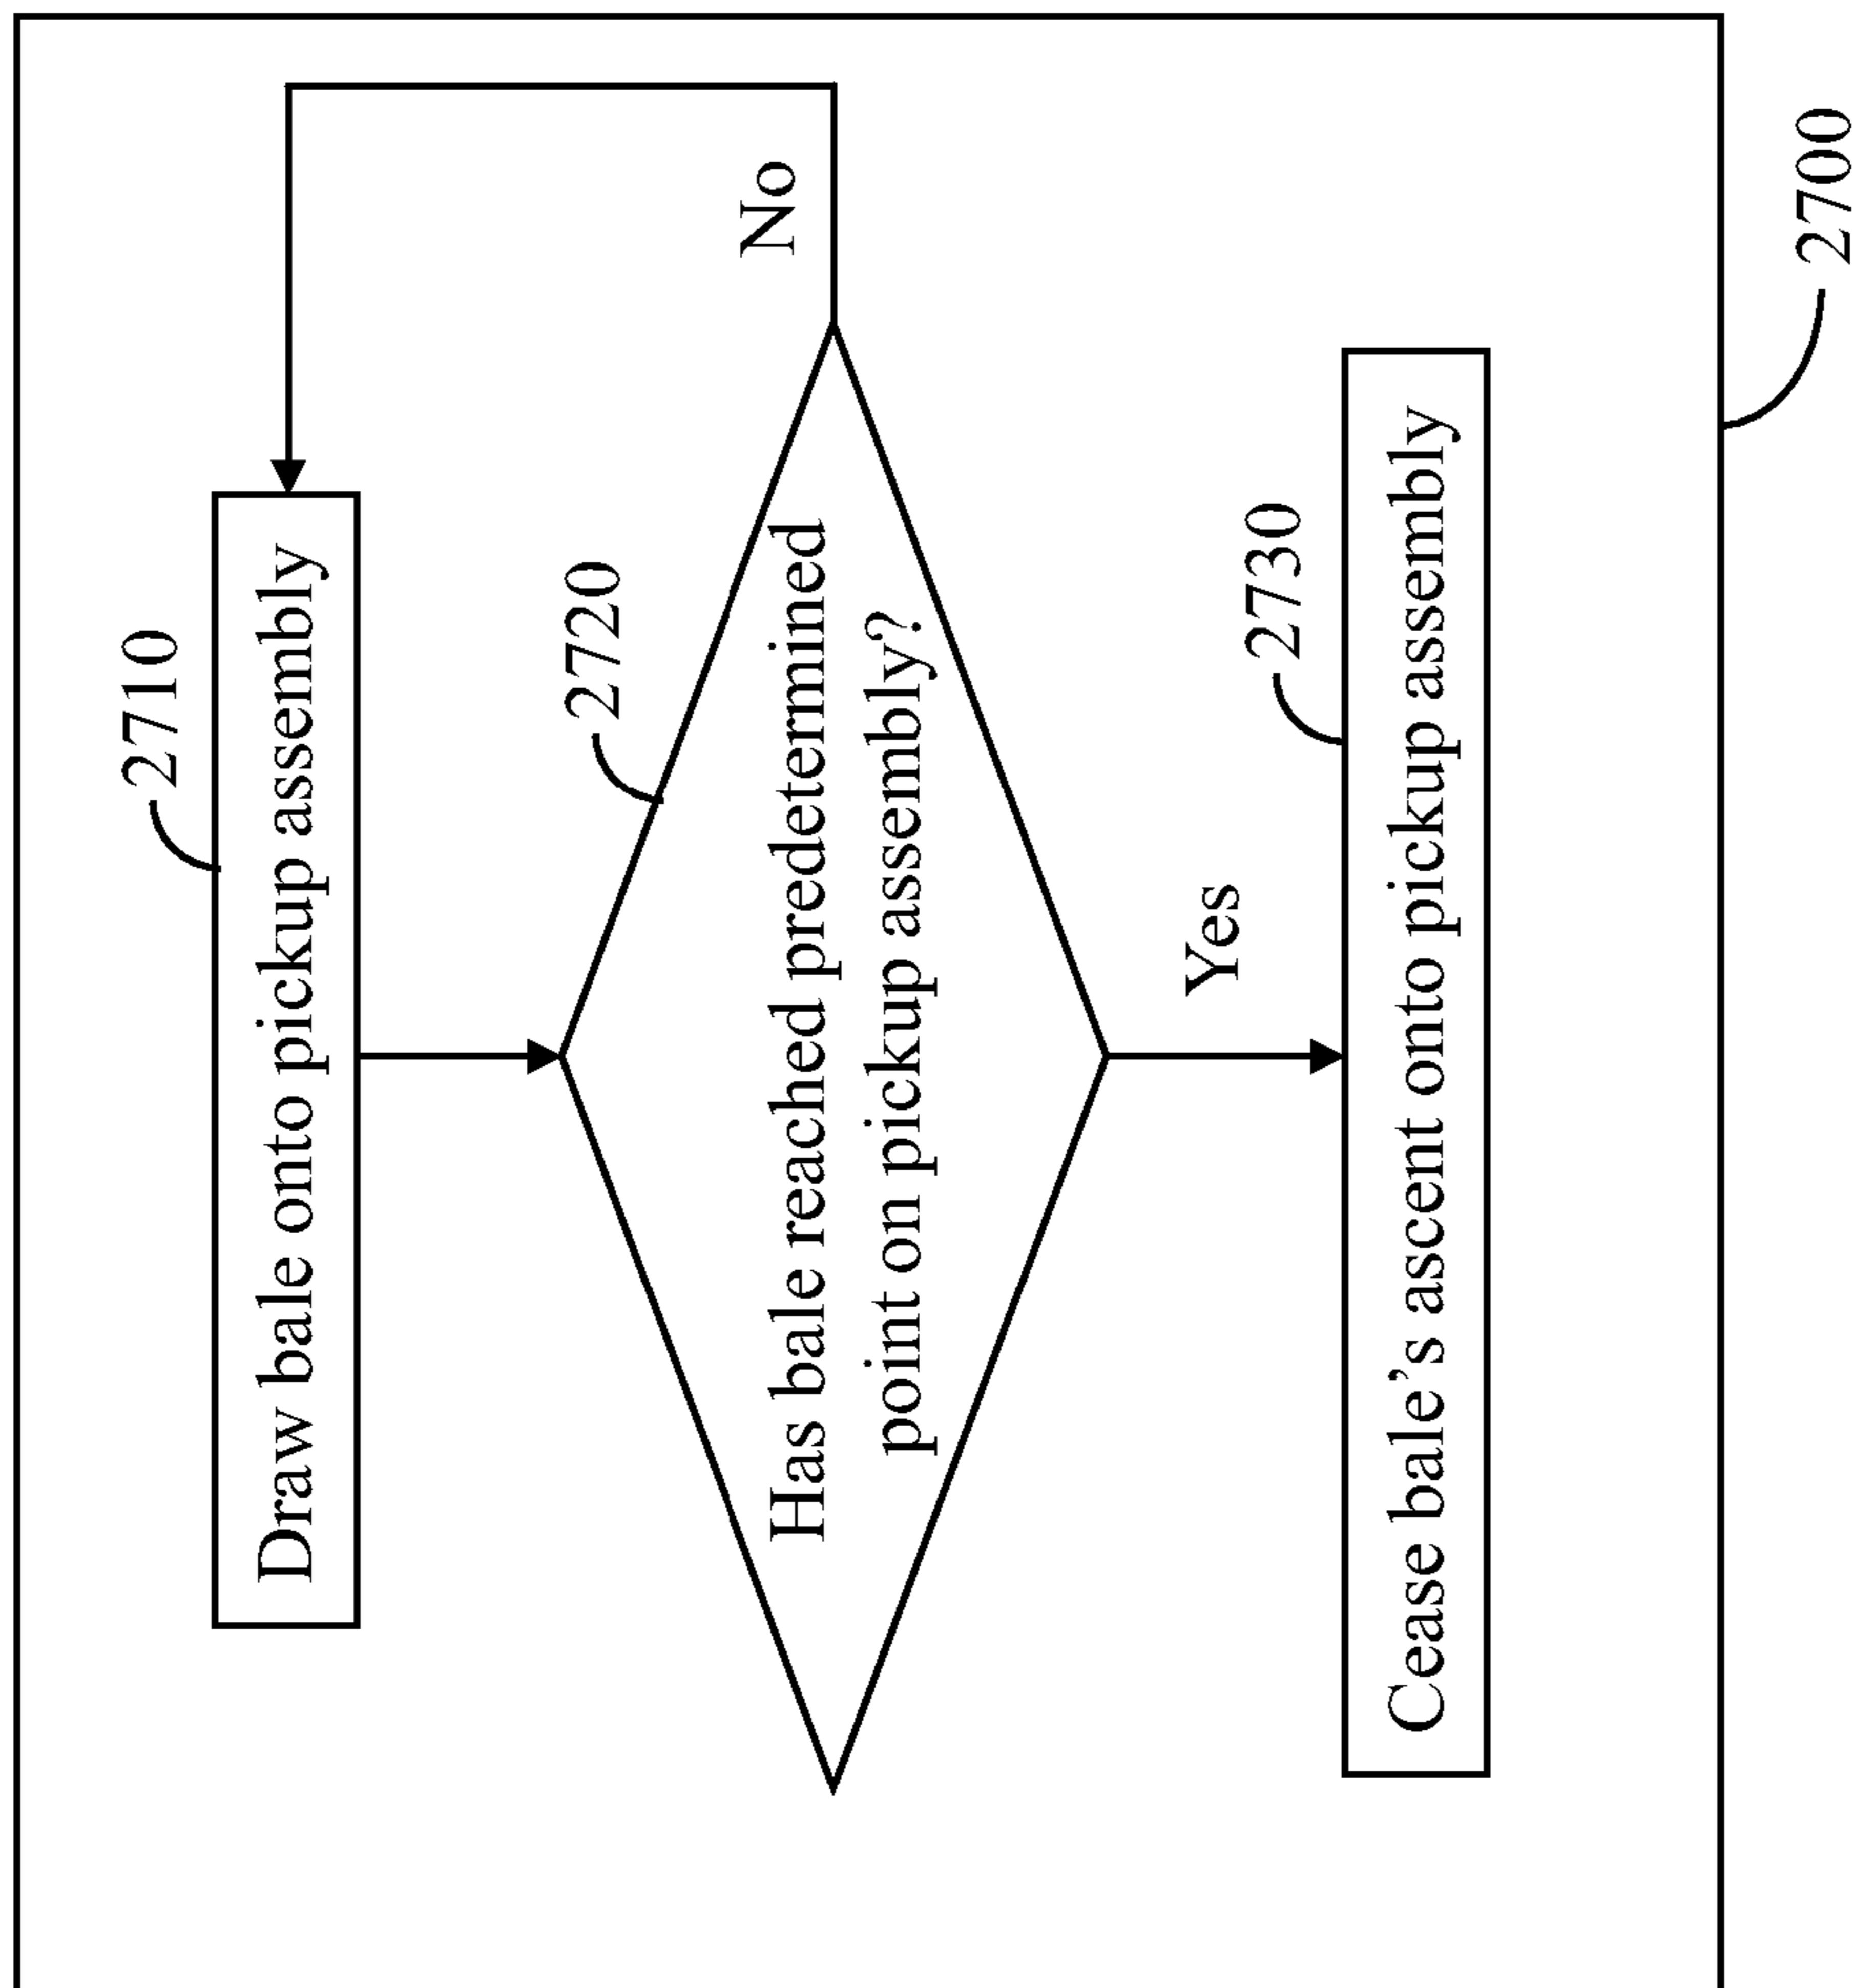 2710
Draw bale onto pickup assembly
2720
No
Has bale reached predetermined
point on pickup assembly?
Yes
2730
Cease bale’s ascent onto pickup assembly
2700